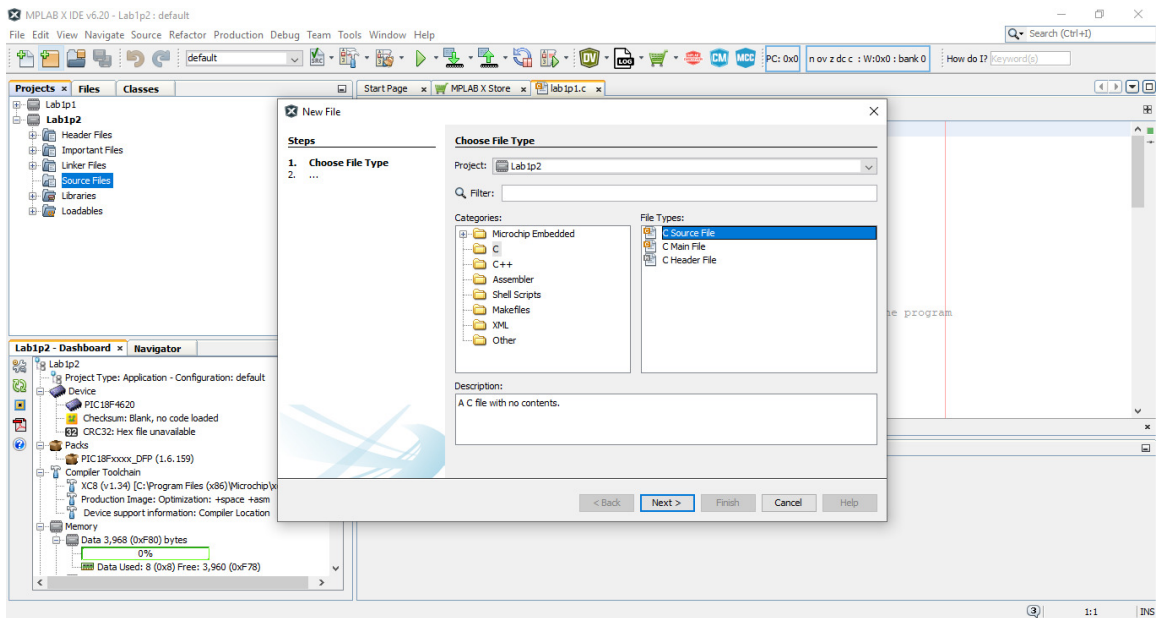 MPLAB X IDE v6.20 - Lab1p2 : default
File Edit View Navigate Source Refactor Production Debug Team Tools Window Help
Search (Ctrl+I)
default
PC: 0x0
n ov z dc c : W:0x0 : bank 0
How do I? Keyword(s)
Projects × Files Classes
Start Page × MPLAB X Store × lab1p1.c ×
Lab1p1
Lab1p2
Header Files
Important Files
Linker Files
Source Files
Libraries
Loadables
New File
Steps
1. Choose File Type
2. ...
Choose File Type
Project: Lab1p2
Filter:
Categories:
Microchip Embedded
C
C++
Assembler
Shell Scripts
Makefiles
XML
Other
File Types:
C Source File
C Main File
C Header File
Description:
A C file with no contents.
< Back Next > Finish Cancel Help
he program
Lab1p2 - Dashboard × Navigator
Lab1p2
Project Type: Application - Configuration: default
Device
PIC18F4620
Checksum: Blank, no code loaded
CRC32: Hex file unavailable
Packs
PIC18Fxxxx_DFP (1.6.159)
Compiler Toolchain
XC8 (v1.34) [C:\Program Files (x86)\Microchip\x
Production Image: Optimization: +space +asm
Device support information: Compiler Location
Memory
Data 3,968 (0xF80) bytes
0%
Data Used: 8 (0x8) Free: 3,960 (0xF78)
3
1:1
INS